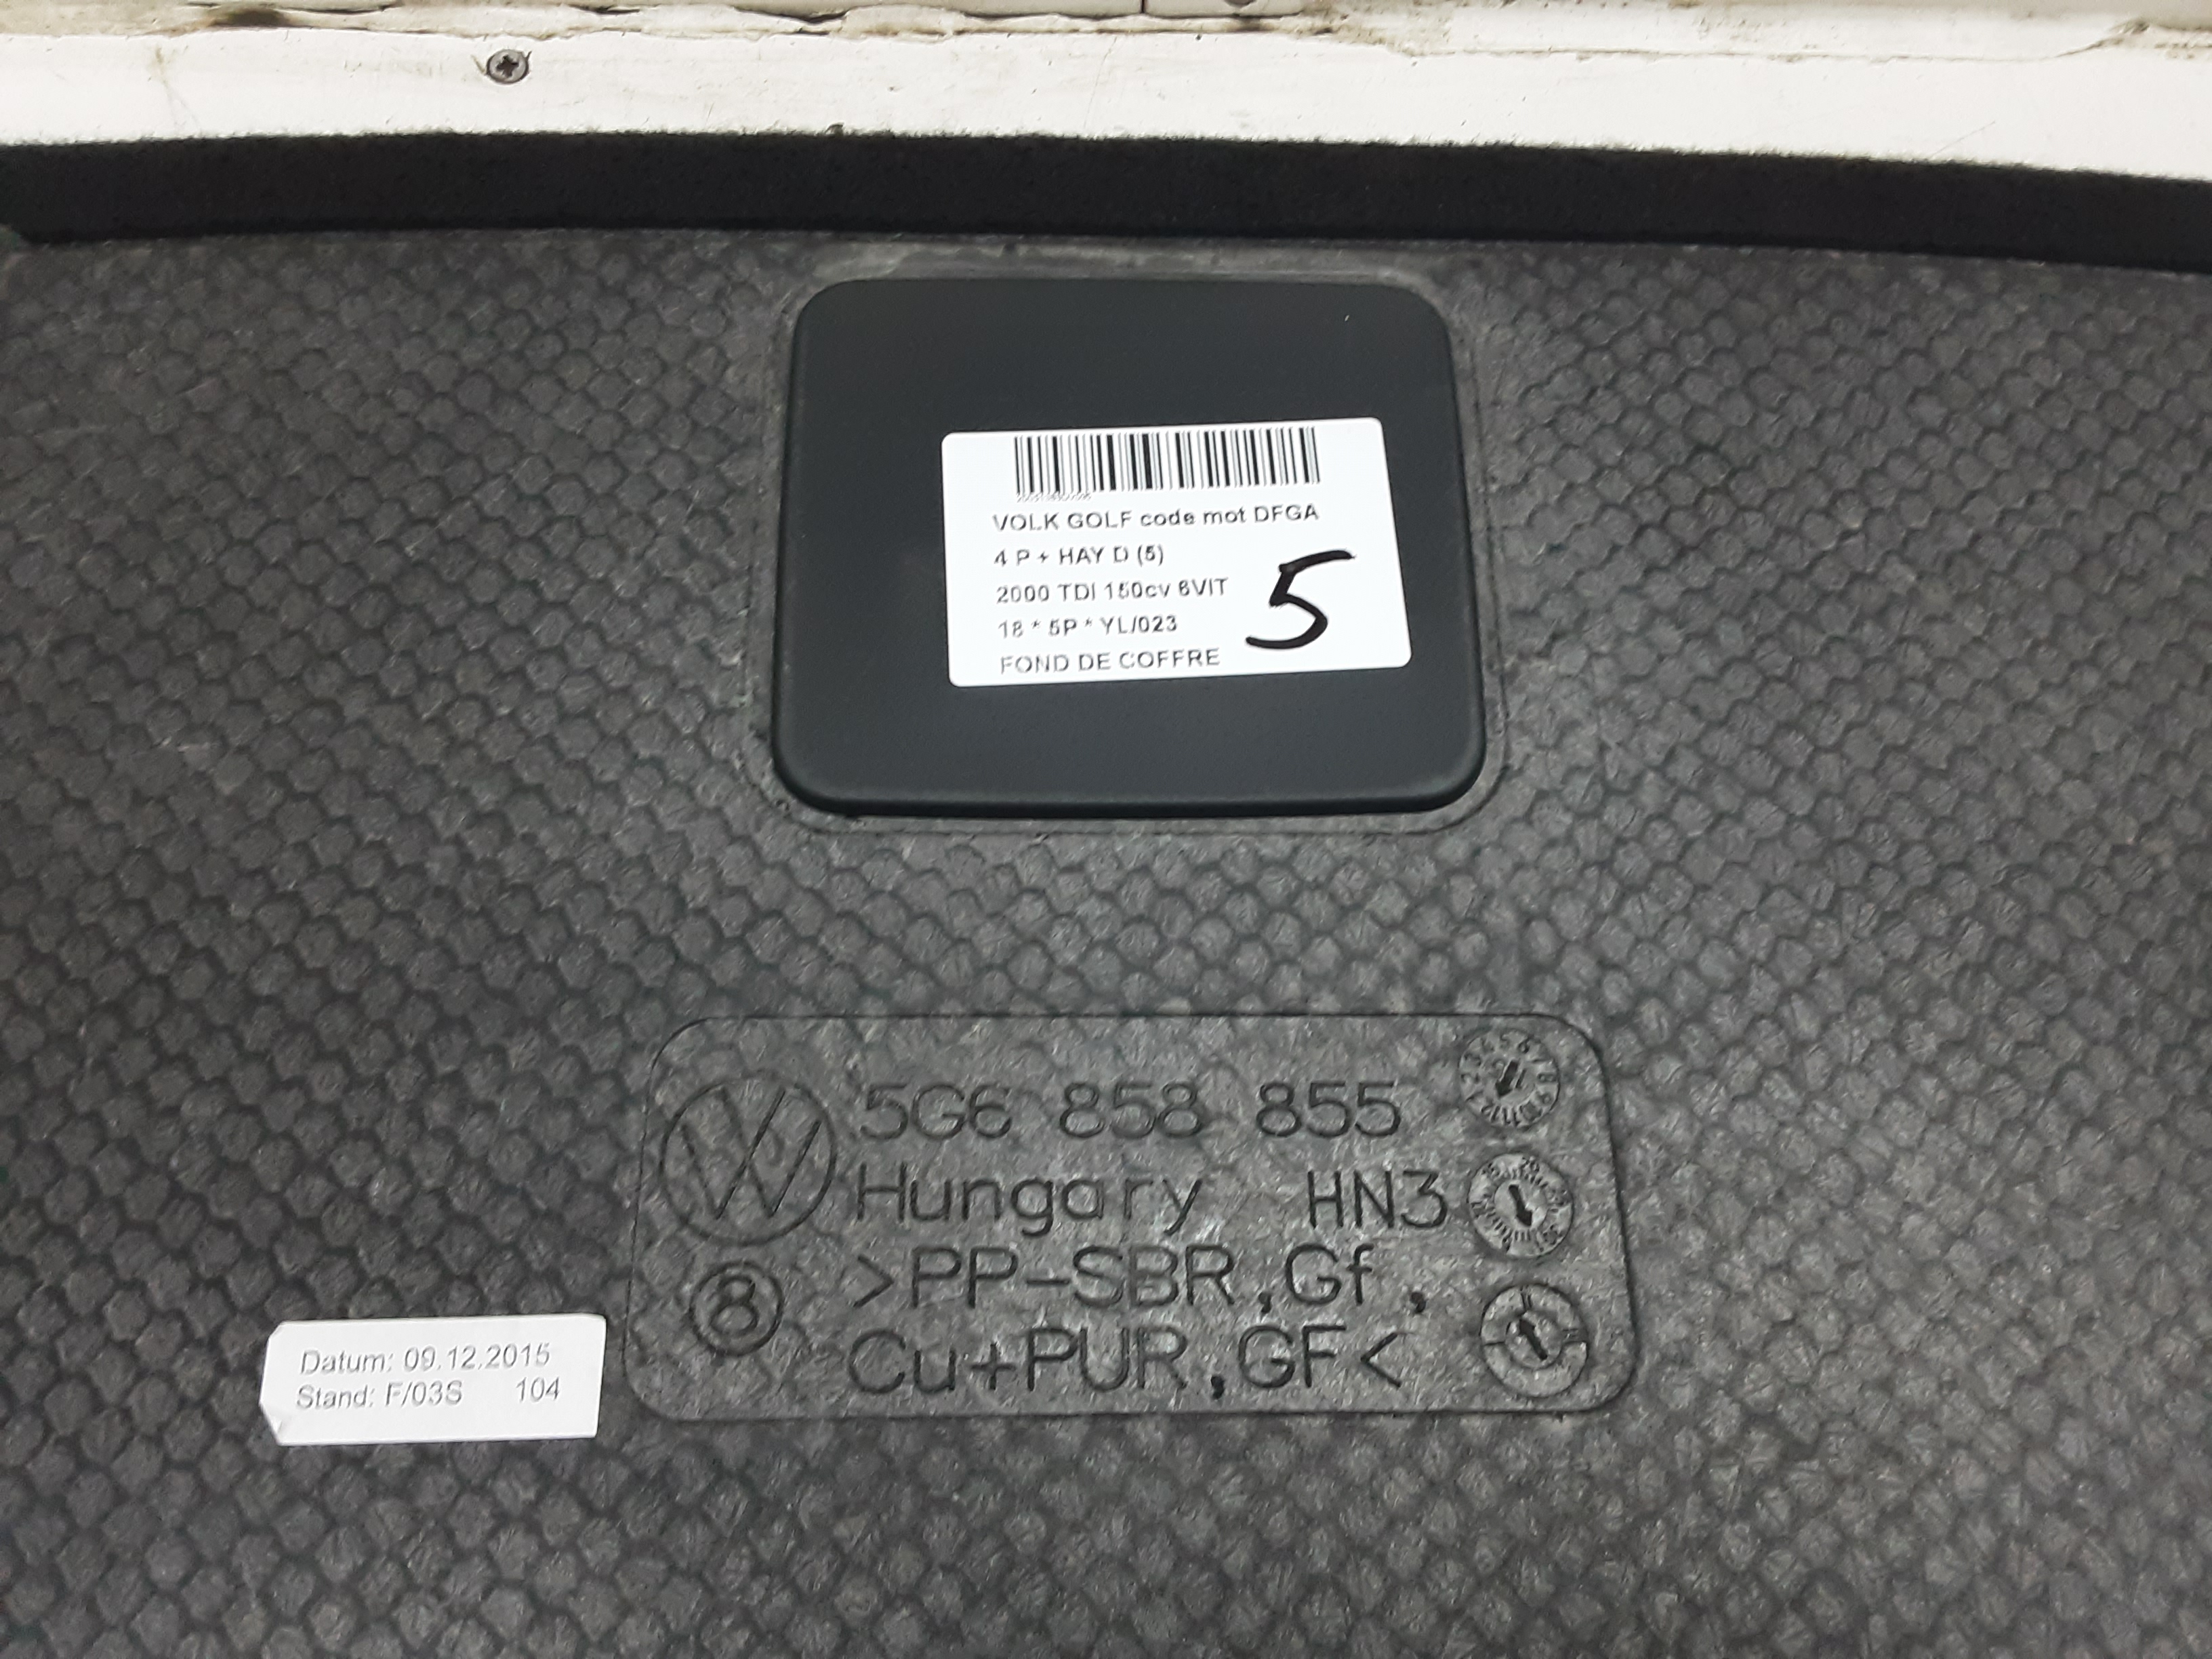 VOLK GOLF code mot DFGA
4 P + HAY D (5)
2000 TDI 150cv 6VIT
18 * 5P * YL/023
FOND DE COFFRE
5
5G6 858 855
Hungary HN3
8
>PP-SBR,Gf,
Cu+PUR,GF<
Datum: 09.12.2015
Stand: F/03S 104